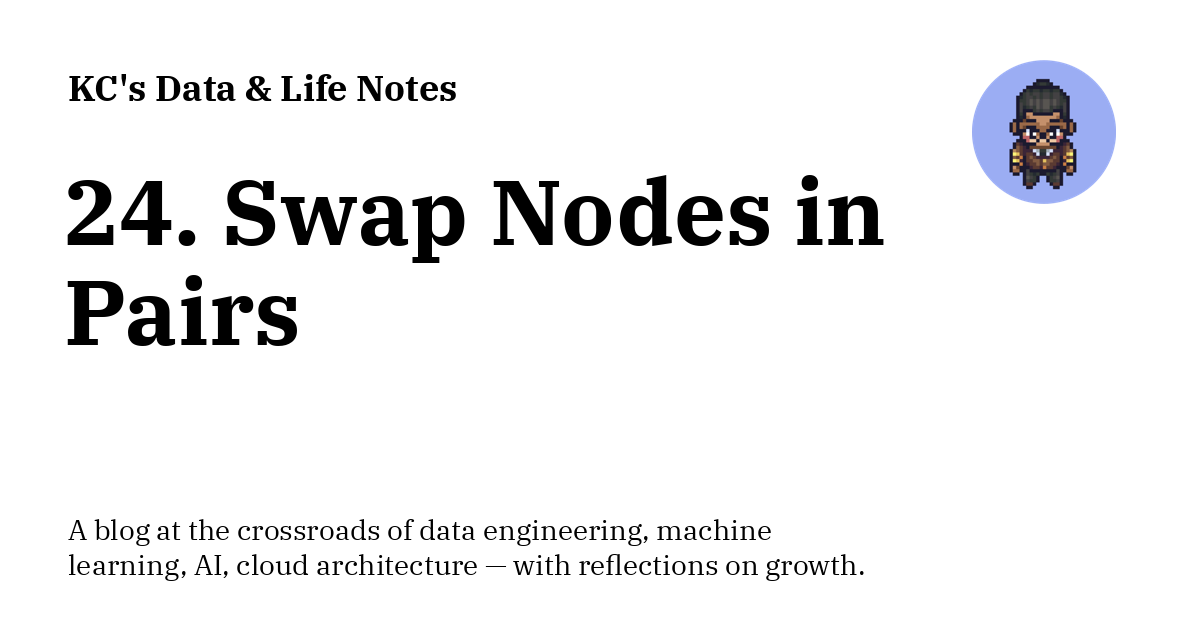 KC's Data & Life Notes
24. Swap Nodes in
Pairs
A blog at the crossroads of data engineering, machine
learning, AI, cloud architecture — with reflections on growth.